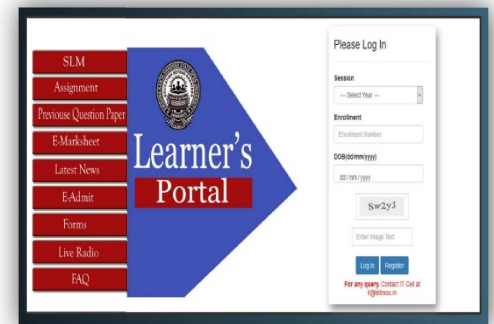 SLM
Assignment
Previouse Question Paper
E-Marksheet
Latest News
E-Admit
Forms
Live Radio
FAQ
Learner's
Portal
Please Log In
Session
--- Select Year ---
Enrollment
Enrollment Number
DOB(dd/mm/yyyy)
dd / mm / yyyy
Sw2yJ
Enter Image Text
Log In Register
For any query, Contact IT Cell at